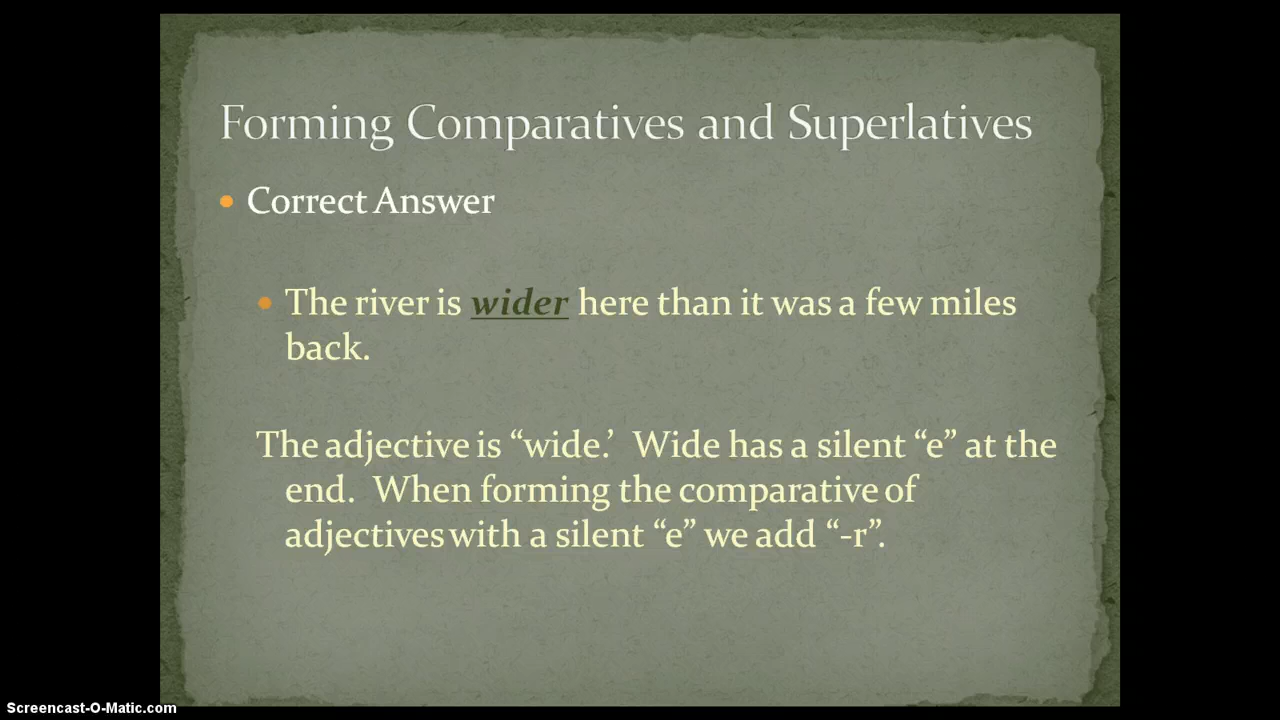 Forming Comparatives and Superlatives
• Correct Answer
• The river is wider here than it was a few miles
back.
The adjective is “wide.’ Wide has a silent “e” at the
end. When forming the comparative of
adjectives with a silent “e” we add “-r”.
Screencast-O-Matic.com